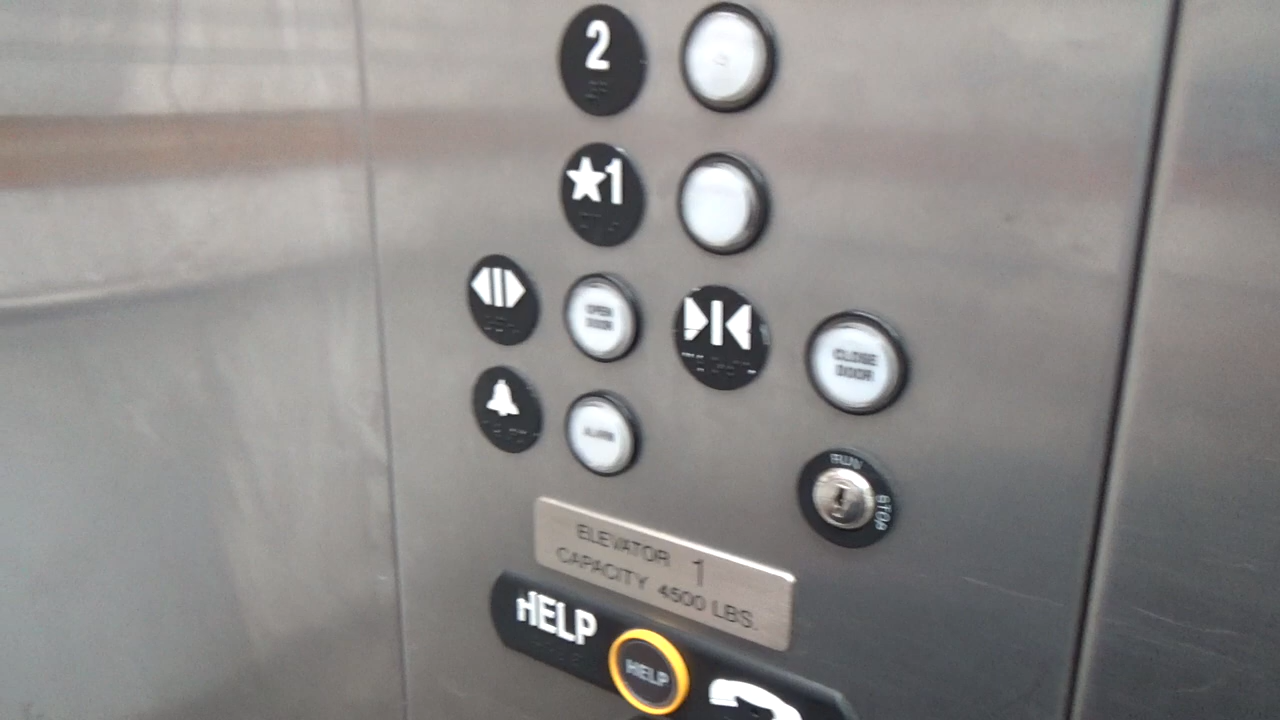 2
★1
OPEN
DOOR
CLOSE
DOOR
ALARM
RUN
STOP
ELEVATOR 1
CAPACITY 4500 LBS.
HELP
HELP